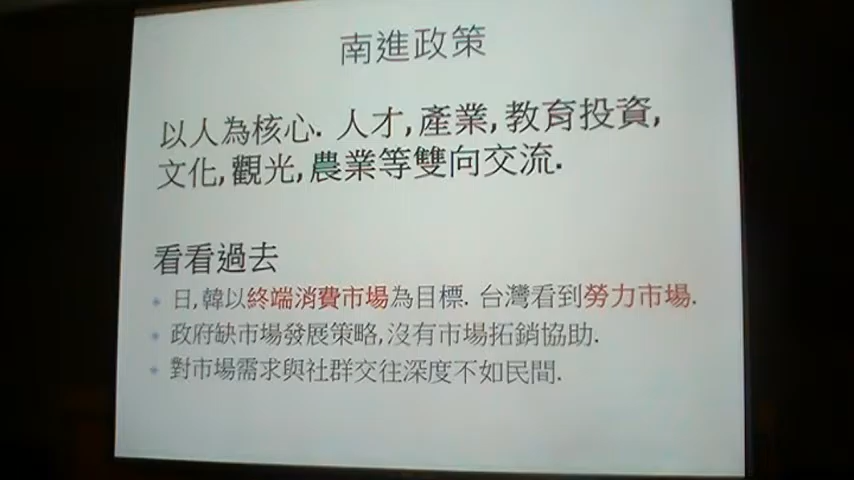 南進政策
以人為核心. 人才, 產業, 教育投資,
文化, 觀光, 農業等雙向交流.
看看過去
日, 韓以終端消費市場為目標. 台灣看到勞力市場.
政府缺市場發展策略, 沒有市場拓銷協助.
對市場需求與社群交往深度不如民間.